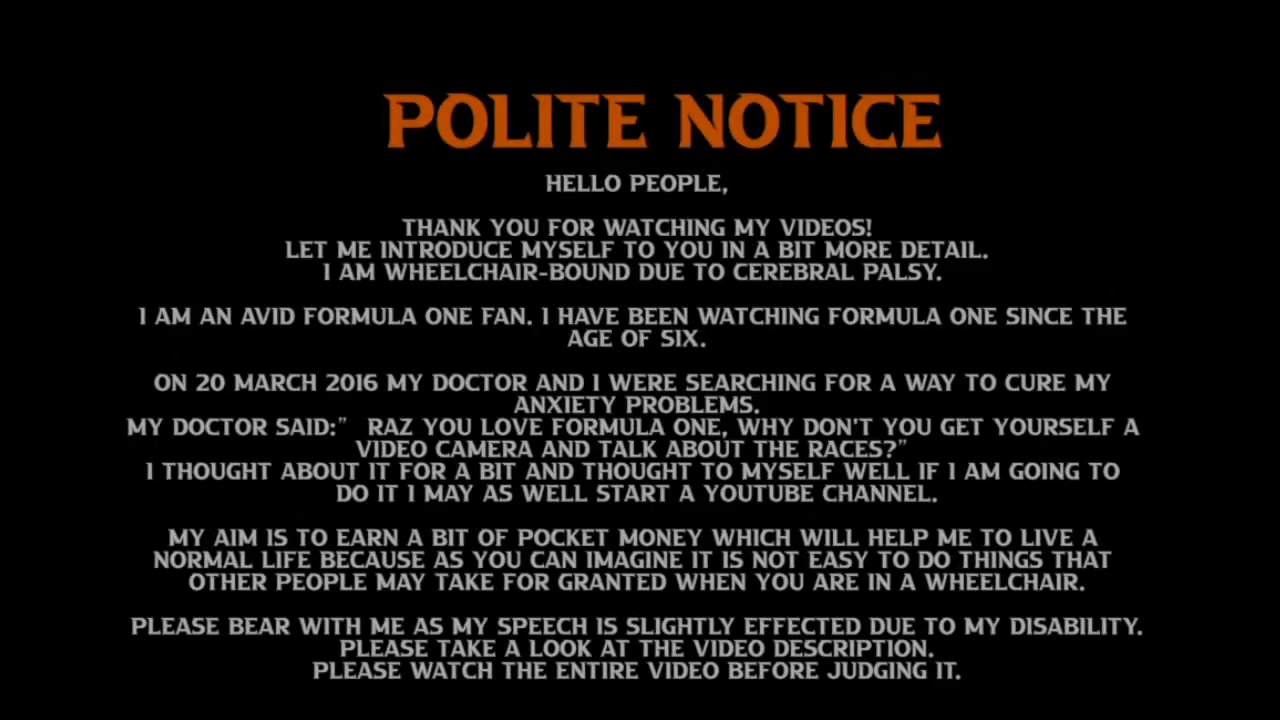 POLITE NOTICE
HELLO PEOPLE,
THANK YOU FOR WATCHING MY VIDEOS!
LET ME INTRODUCE MYSELF TO YOU IN A BIT MORE DETAIL.
I AM WHEELCHAIR-BOUND DUE TO CEREBRAL PALSY.
I AM AN AVID FORMULA ONE FAN. I HAVE BEEN WATCHING FORMULA ONE SINCE THE
AGE OF SIX.
ON 20 MARCH 2016 MY DOCTOR AND I WERE SEARCHING FOR A WAY TO CURE MY
ANXIETY PROBLEMS.
MY DOCTOR SAID:" RAZ YOU LOVE FORMULA ONE, WHY DON'T YOU GET YOURSELF A
VIDEO CAMERA AND TALK ABOUT THE RACES?"
I THOUGHT ABOUT IT FOR A BIT AND THOUGHT TO MYSELF WELL IF I AM GOING TO
DO IT I MAY AS WELL START A YOUTUBE CHANNEL.
MY AIM IS TO EARN A BIT OF POCKET MONEY WHICH WILL HELP ME TO LIVE A
NORMAL LIFE BECAUSE AS YOU CAN IMAGINE IT IS NOT EASY TO DO THINGS THAT
OTHER PEOPLE MAY TAKE FOR GRANTED WHEN YOU ARE IN A WHEELCHAIR.
PLEASE BEAR WITH ME AS MY SPEECH IS SLIGHTLY EFFECTED DUE TO MY DISABILITY.
PLEASE TAKE A LOOK AT THE VIDEO DESCRIPTION.
PLEASE WATCH THE ENTIRE VIDEO BEFORE JUDGING IT.